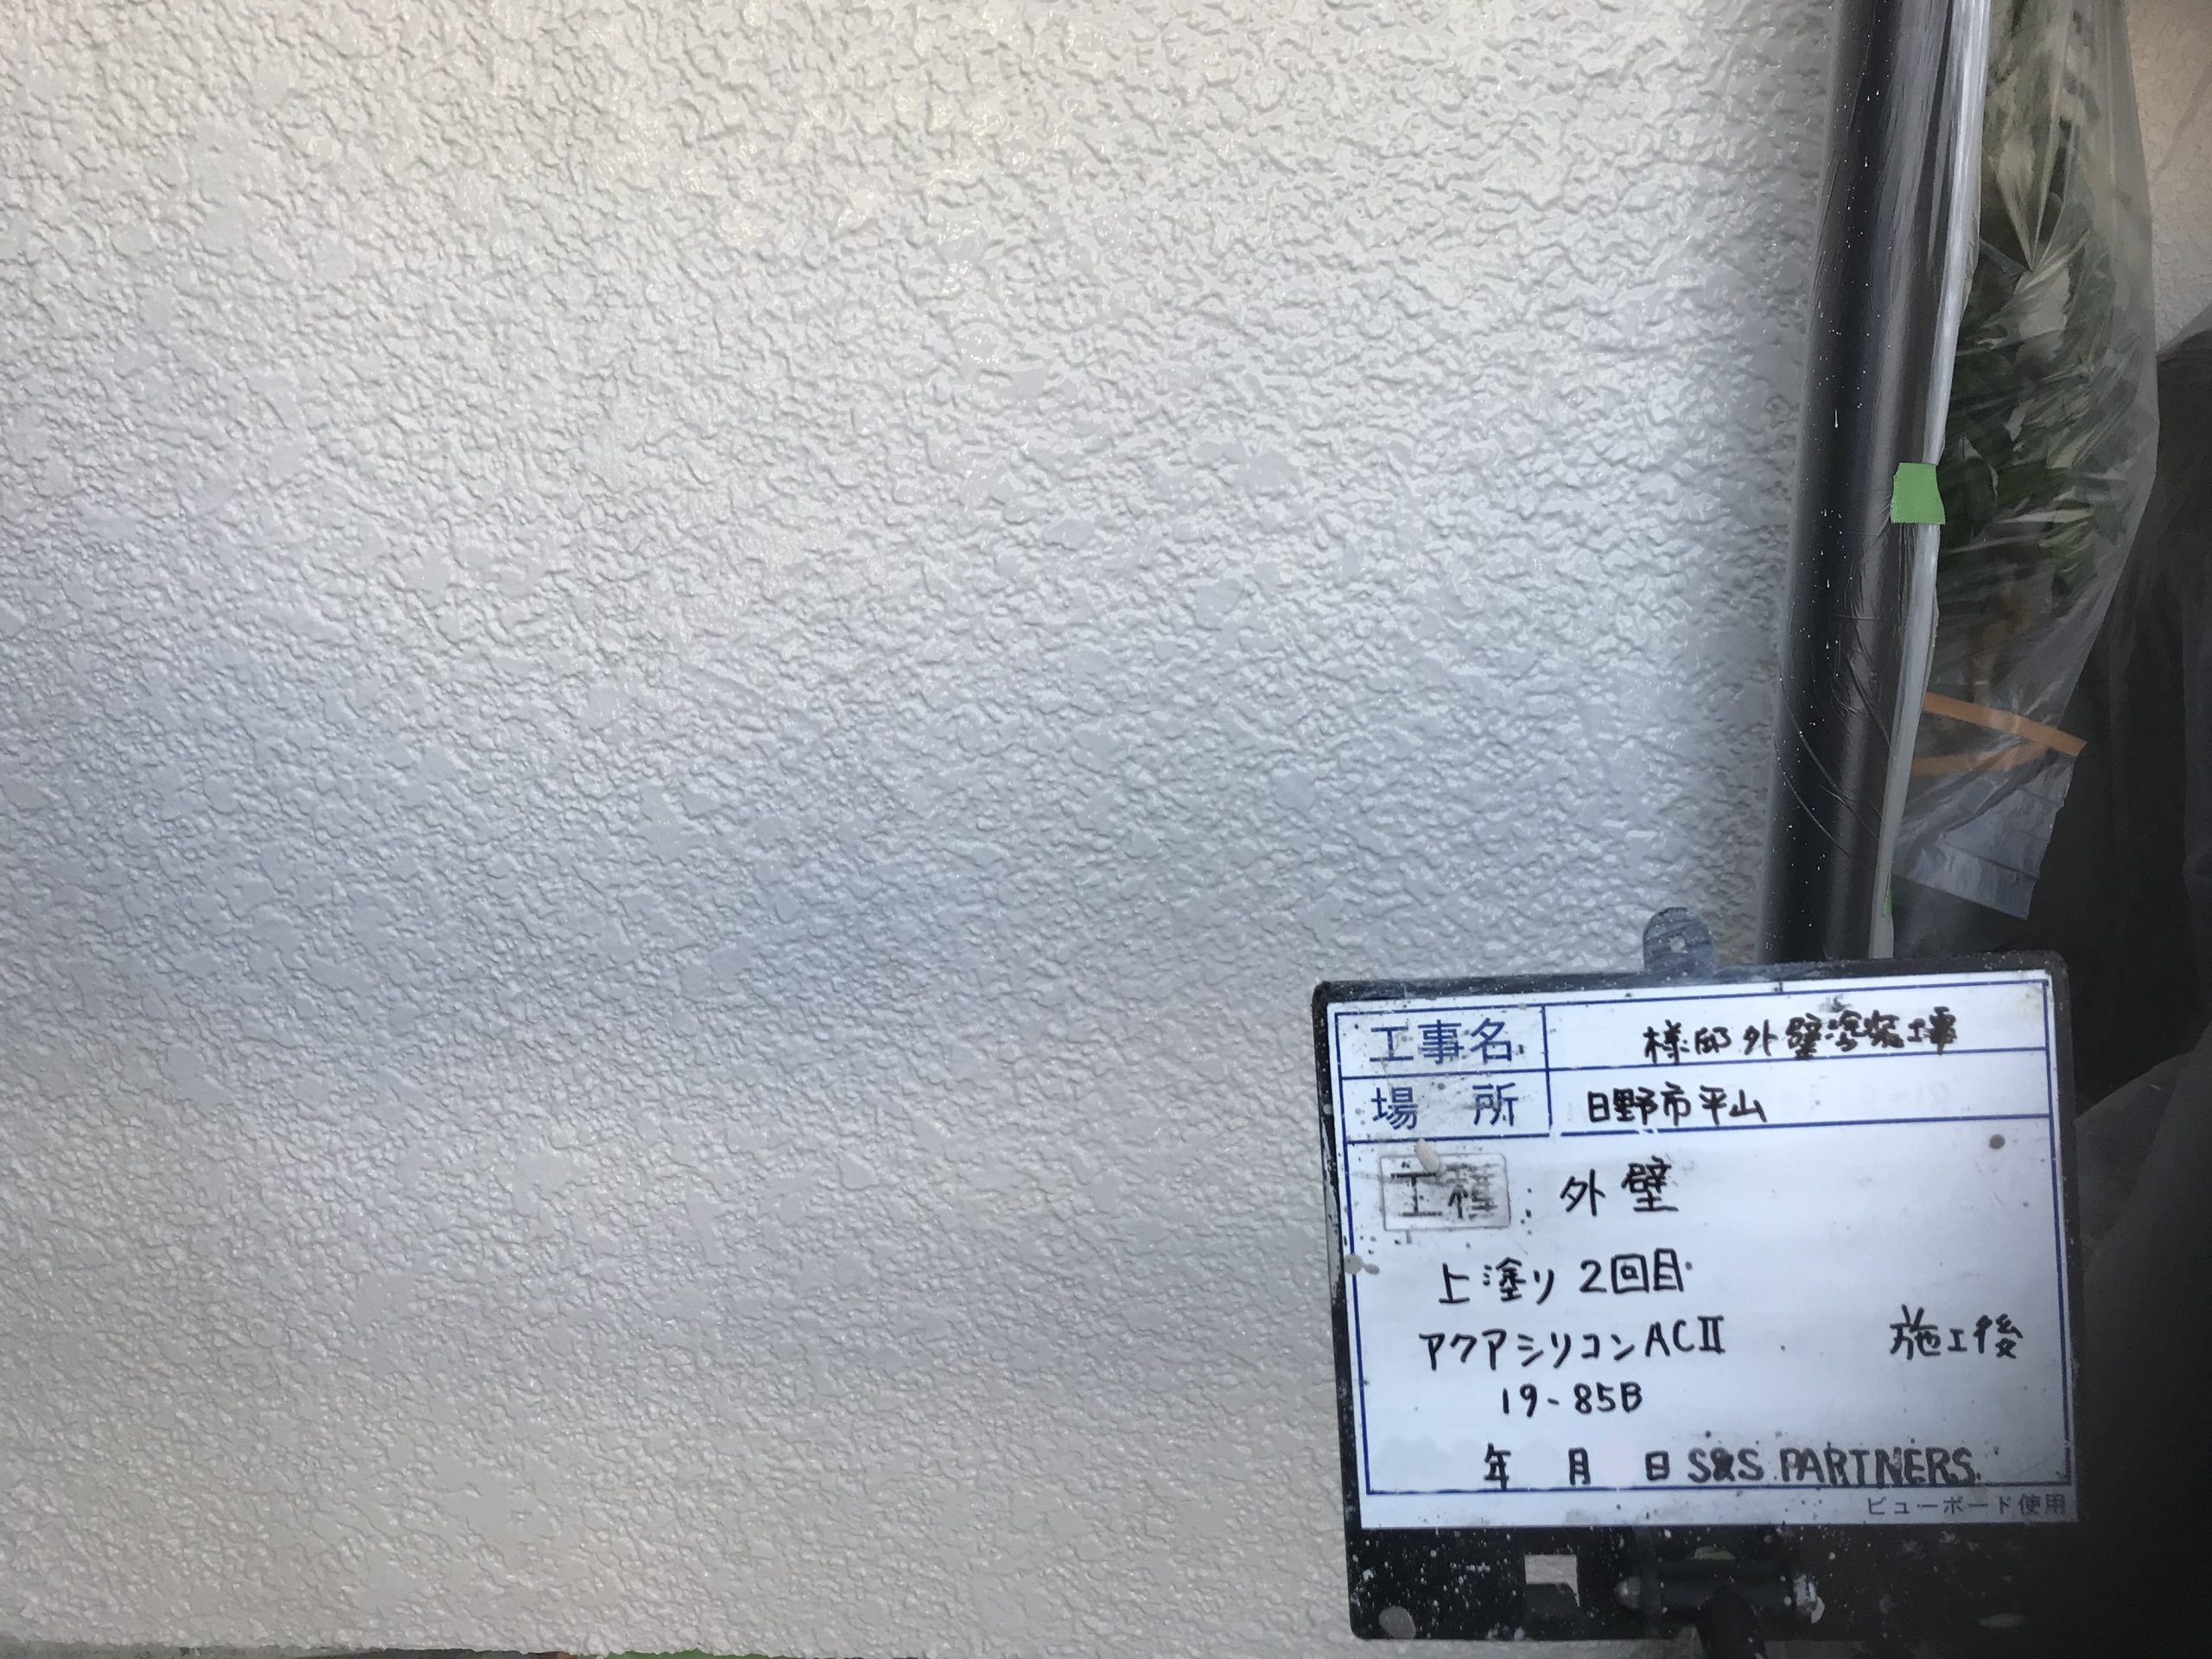 工事名 様邸外壁塗装工事
場所 日野市平山
工種 : 外壁
上塗り 2回目
アクアシリコンACⅡ 施工後
19-85B
年 月 日 S&S PARTNERS
ビューボード使用